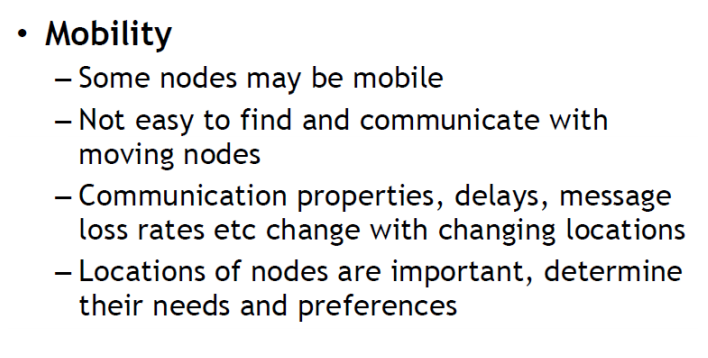 • Mobility
– Some nodes may be mobile
– Not easy to find and communicate with
moving nodes
– Communication properties, delays, message
loss rates etc change with changing locations
– Locations of nodes are important, determine
their needs and preferences